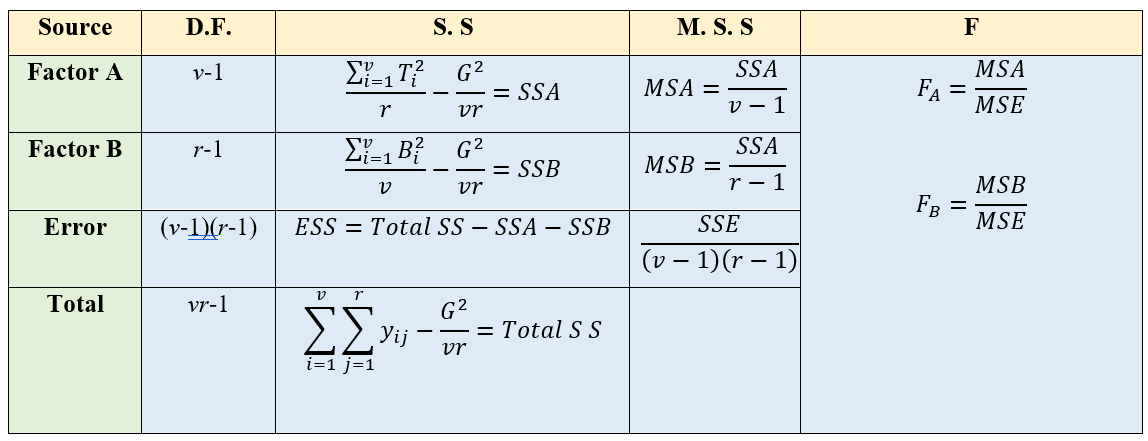 Source D.F. S. S M. S. S F
Factor A v-1 \frac{\sum_{i=1}^{v} T_i^2}{r} - \frac{G^2}{vr} = SSA MSA = \frac{SSA}{v-1} F_A = \frac{MSA}{MSE}
Factor B r-1 \frac{\sum_{i=1}^{v} B_i^2}{v} - \frac{G^2}{vr} = SSB MSB = \frac{SSA}{r-1} F_B = \frac{MSB}{MSE}
Error (v-1)(r-1) ESS = Total SS - SSA - SSB \frac{SSE}{(v-1)(r-1)}
Total vr-1 \sum_{i=1}^{v} \sum_{j=1}^{r} y_{ij} - \frac{G^2}{vr} = Total S S